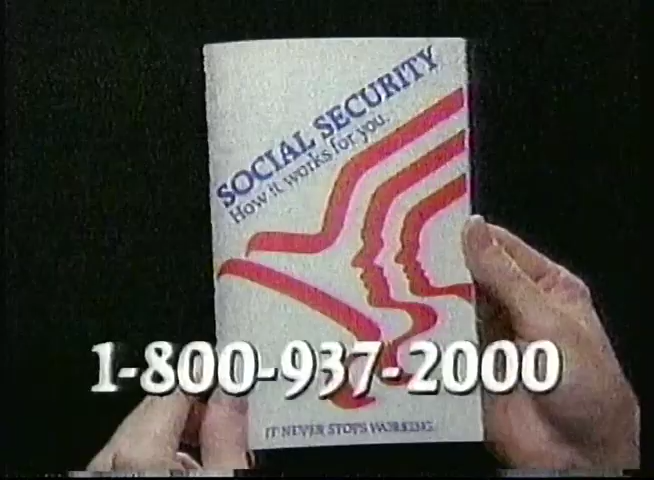 SOCIAL SECURITY
How it works for you.
1-800-937-2000
IT NEVER STOPS WORKING.